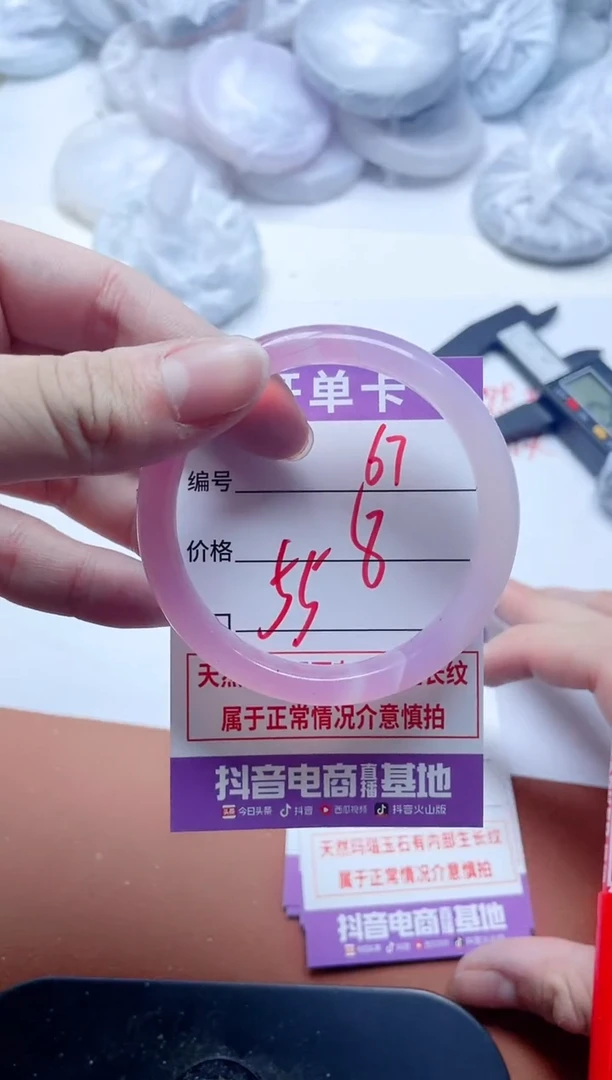 单卡
67
编号
8
价格
55
天然
长纹
属于正常情况介意慎拍
抖音电商直播基地
头条 今日头条 抖音 西瓜视频 抖音火山版
天然玛瑙玉石有内部生长纹
属于正常情况介意慎拍
抖音电商直播基地